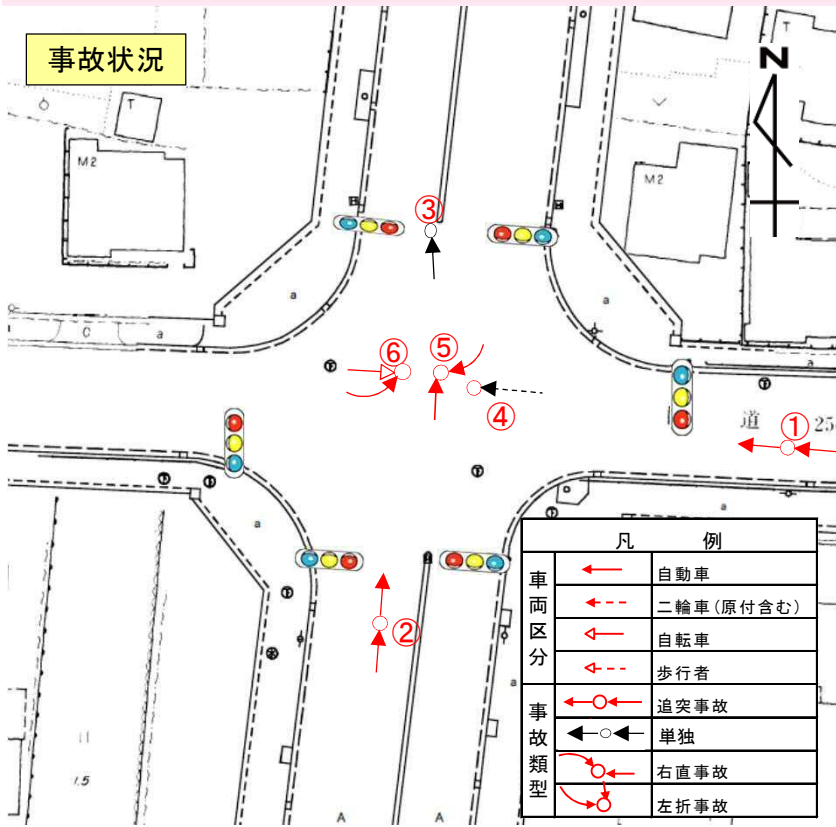 事故状況
N
T
T
M2
M2
③
a
a
C
a
⑥
⑤
④
a
道 25
①
a
a
②
a
1.5
A
A
凡 例
車両区分
自動車
二輪車(原付含む)
自転車
歩行者
事故類型
追突事故
単独
右直事故
左折事故